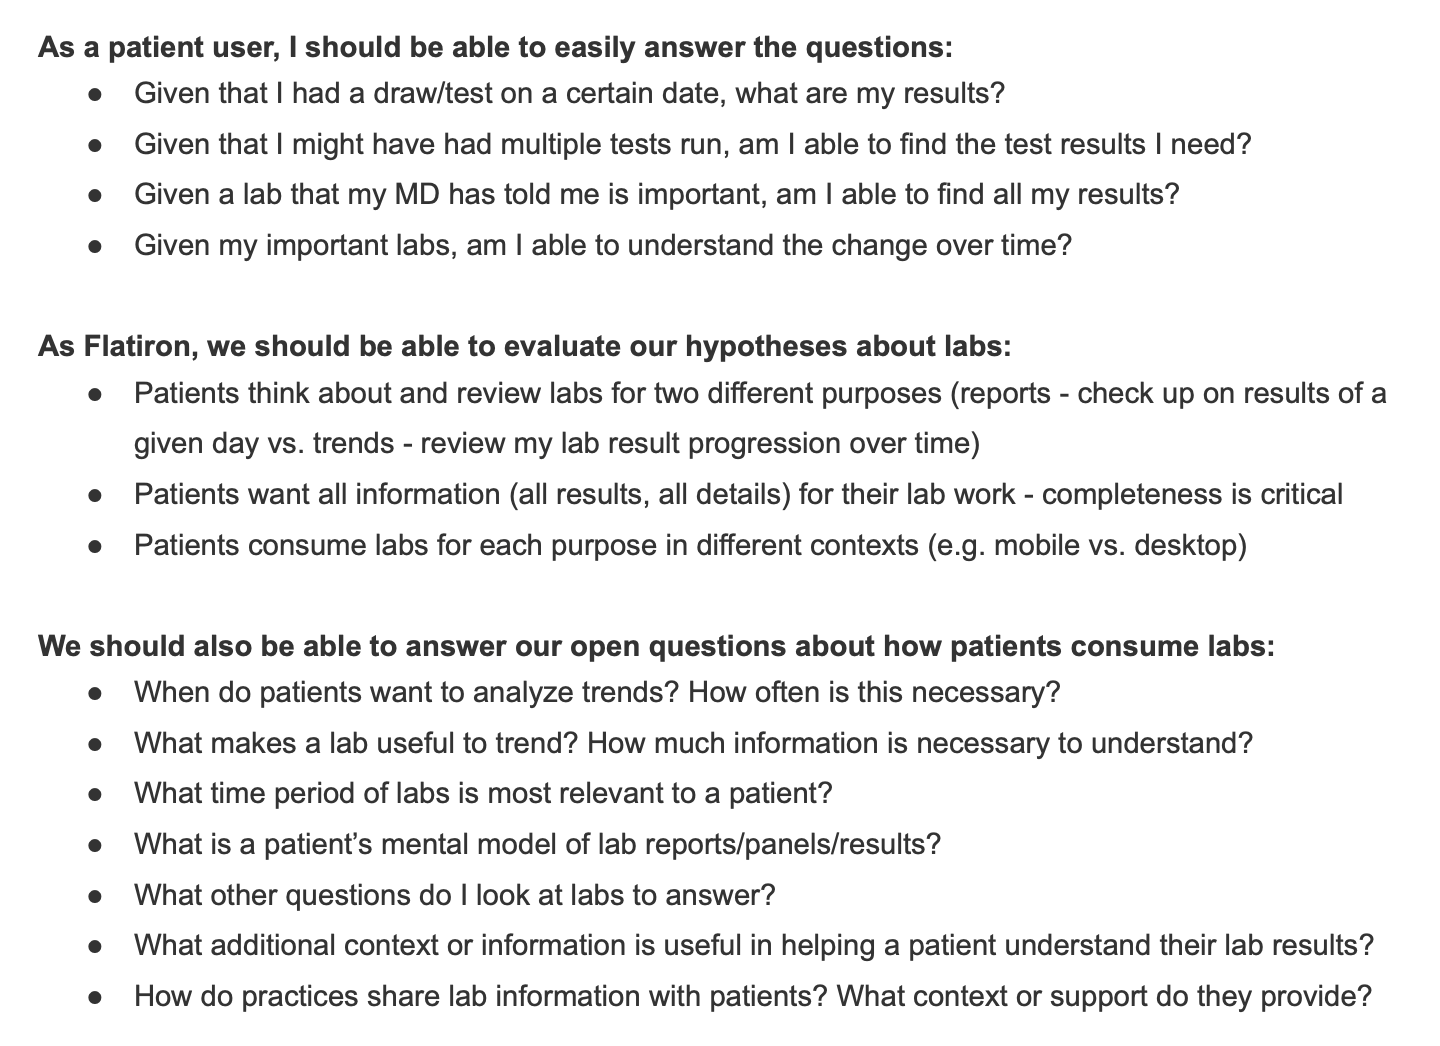 As a patient user, I should be able to easily answer the questions:
● Given that I had a draw/test on a certain date, what are my results?
● Given that I might have had multiple tests run, am I able to find the test results I need?
● Given a lab that my MD has told me is important, am I able to find all my results?
● Given my important labs, am I able to understand the change over time?
As Flatiron, we should be able to evaluate our hypotheses about labs:
● Patients think about and review labs for two different purposes (reports - check up on results of a
given day vs. trends - review my lab result progression over time)
● Patients want all information (all results, all details) for their lab work - completeness is critical
● Patients consume labs for each purpose in different contexts (e.g. mobile vs. desktop)
We should also be able to answer our open questions about how patients consume labs:
● When do patients want to analyze trends? How often is this necessary?
● What makes a lab useful to trend? How much information is necessary to understand?
● What time period of labs is most relevant to a patient?
● What is a patient’s mental model of lab reports/panels/results?
● What other questions do I look at labs to answer?
● What additional context or information is useful in helping a patient understand their lab results?
● How do practices share lab information with patients? What context or support do they provide?